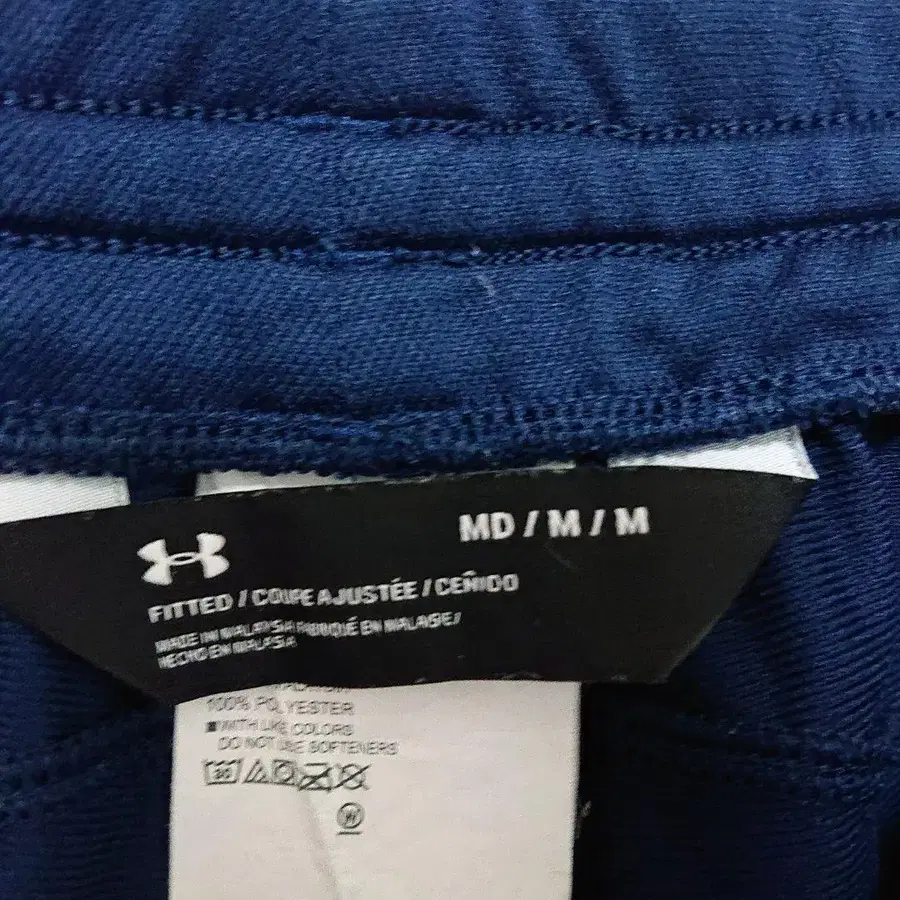 MD / M / M
FITTED / COUPE AJUSTÉE / CEÑIDO
MADE IN MALAYSIA / FABRIQUÉ EN MALAISIE /
HECHO EN MALASIA
100% POLYESTER
WITH LIKE COLORS
DO NOT USE SOFTENERS
30
W